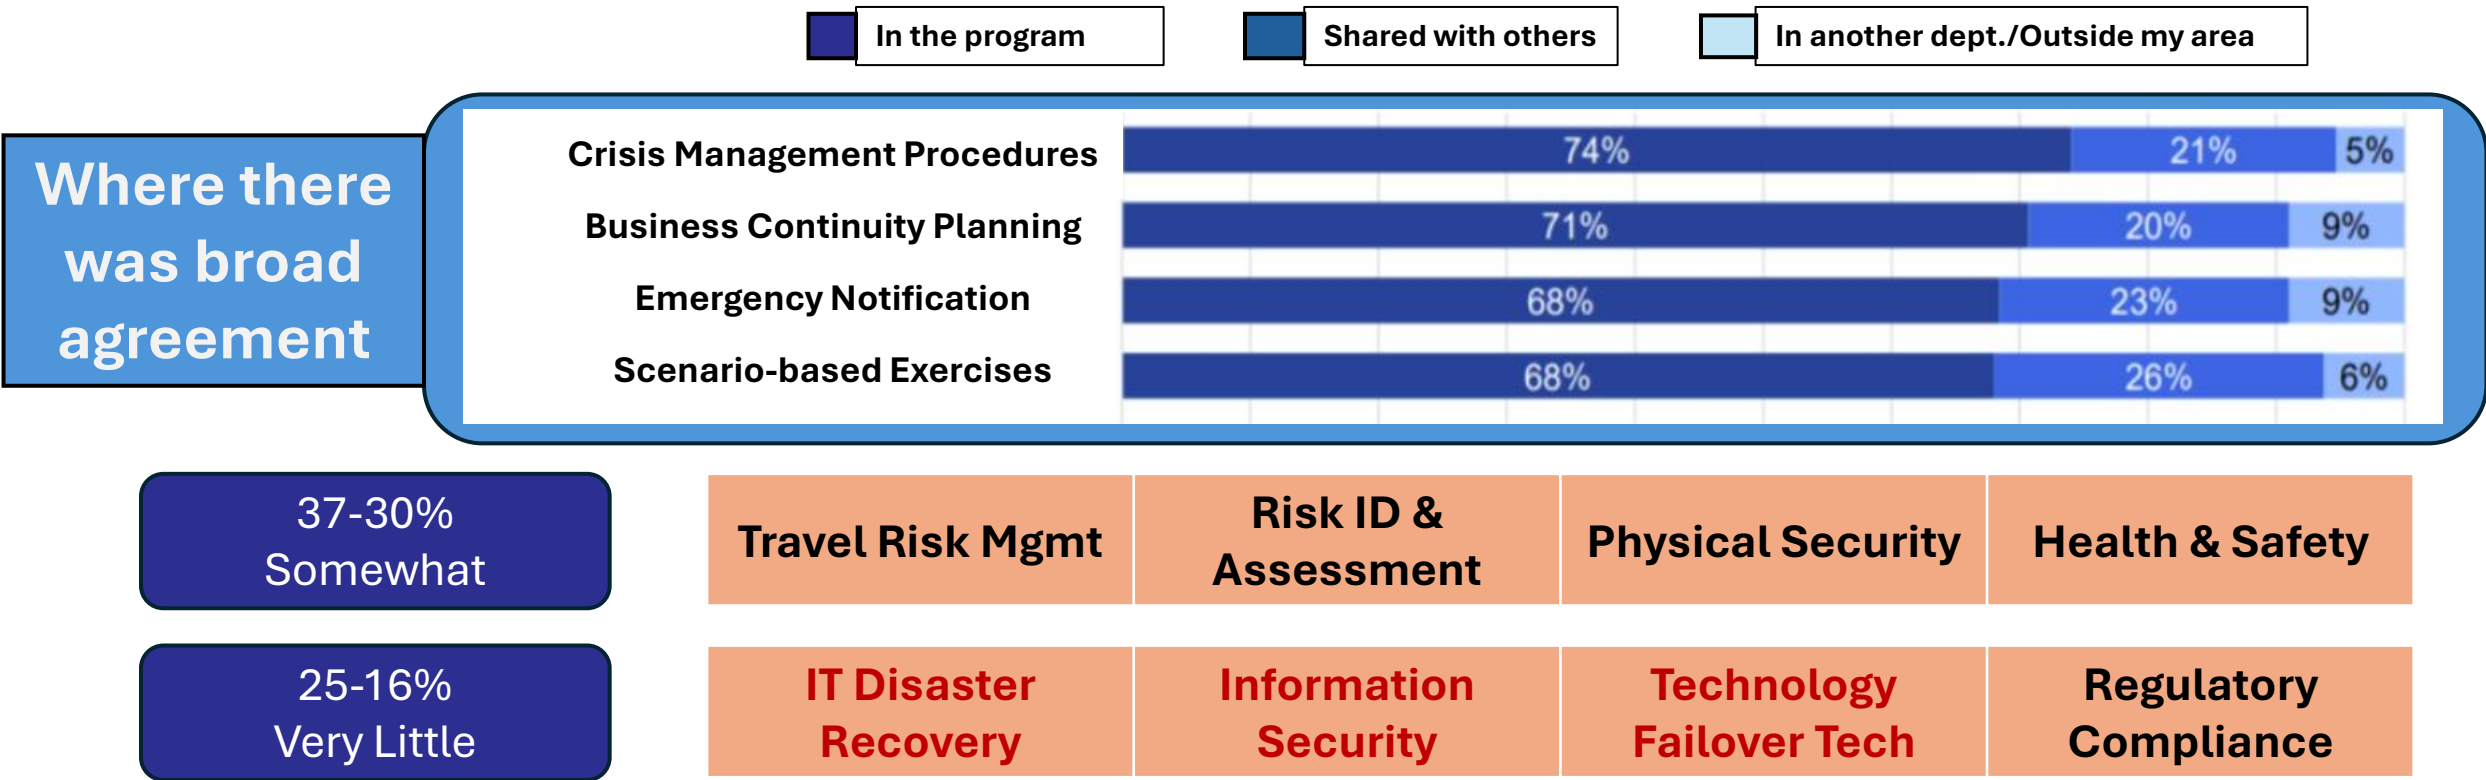 In the program
Shared with others
In another dept./Outside my area
Where there
was broad
agreement
Crisis Management Procedures
74%
21%
5%
Business Continuity Planning
71%
20%
9%
Emergency Notification
68%
23%
9%
Scenario-based Exercises
68%
26%
6%
37-30%
Somewhat
Travel Risk Mgmt
Risk ID &
Assessment
Physical Security
Health & Safety
25-16%
Very Little
IT Disaster
Recovery
Information
Security
Technology
Failover Tech
Regulatory
Compliance